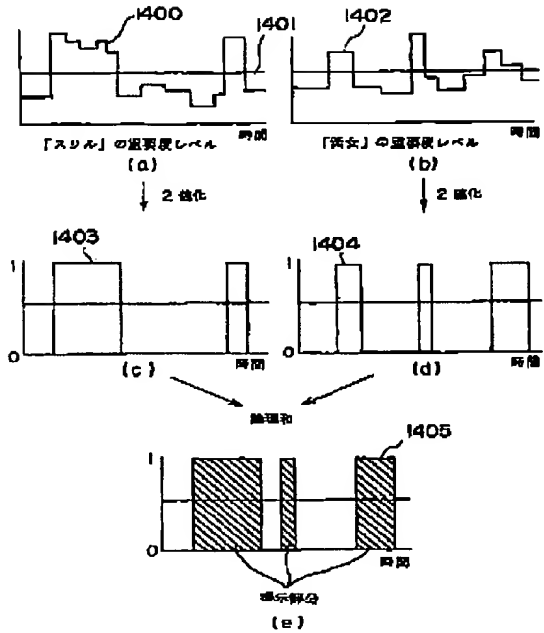 1400
1401
1402
「スリル」の重要度レベル
時間
(a)
「活女」の重要度レベル
時間
(b)
2値化
2値化
1403
1
0
時間
(c)
1404
1
0
時間
(d)
論理和
1405
1
0
時間
提示部分
(e)